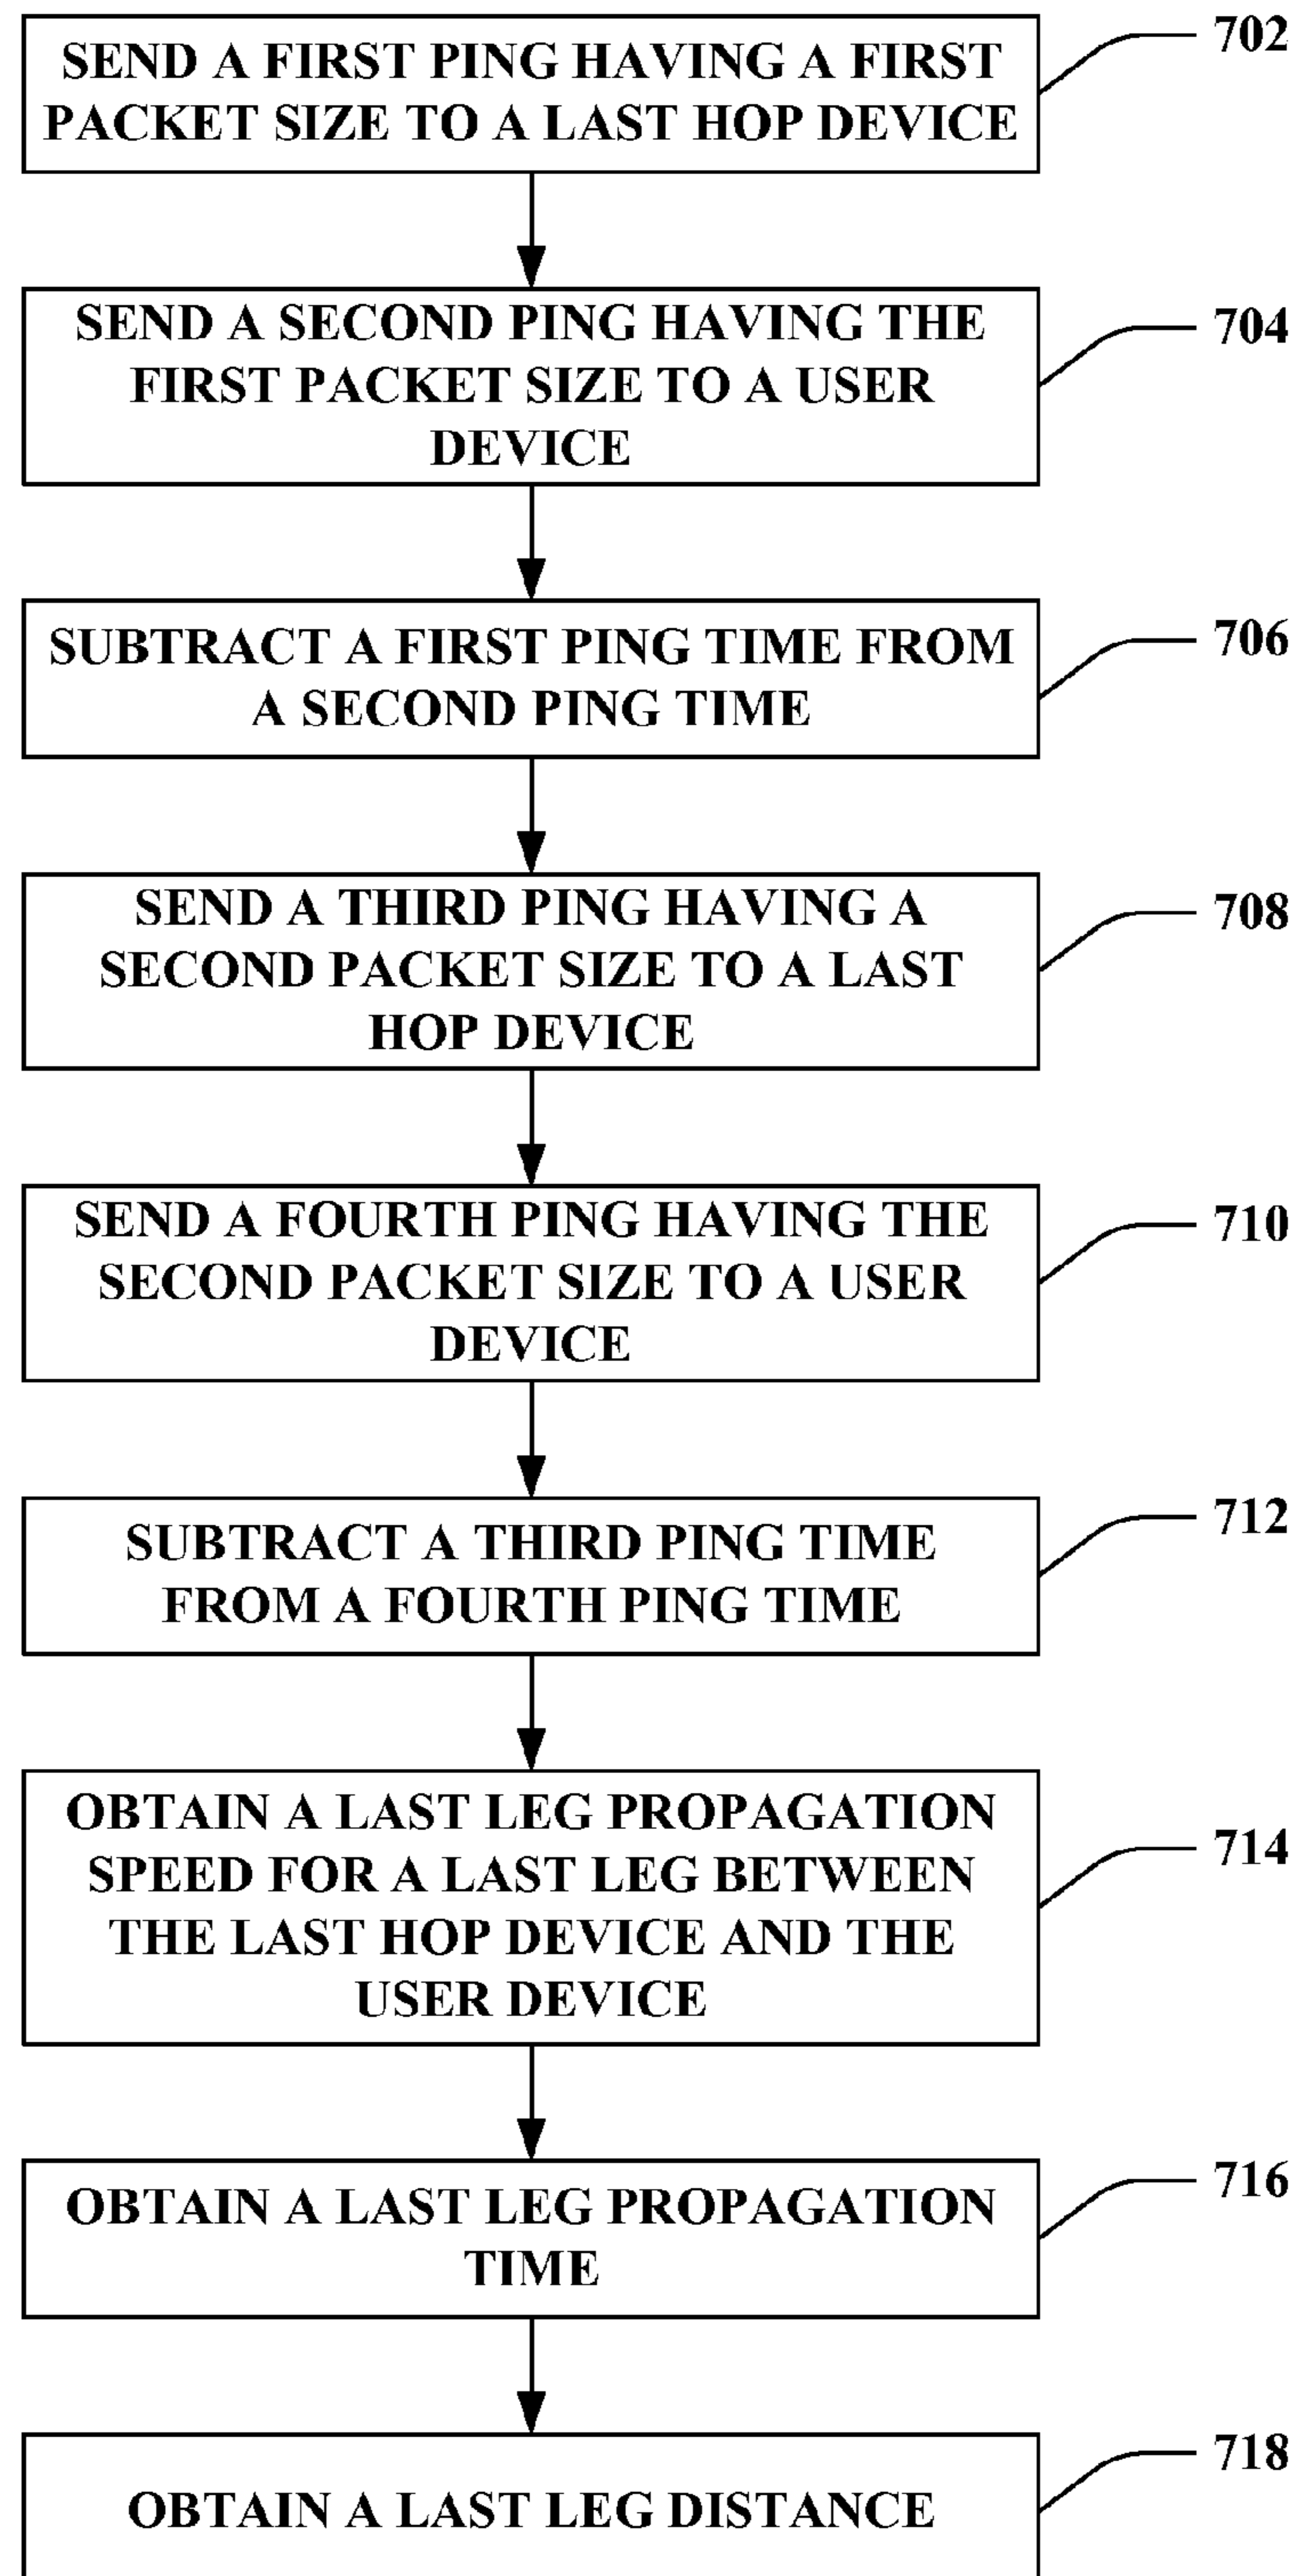 SEND A FIRST PING HAVING A FIRST
PACKET SIZE TO A LAST HOP DEVICE
702
SEND A SECOND PING HAVING THE
FIRST PACKET SIZE TO A USER
DEVICE
704
SUBTRACT A FIRST PING TIME FROM
A SECOND PING TIME
706
SEND A THIRD PING HAVING A
SECOND PACKET SIZE TO A LAST
HOP DEVICE
708
SEND A FOURTH PING HAVING THE
SECOND PACKET SIZE TO A USER
DEVICE
710
SUBTRACT A THIRD PING TIME
FROM A FOURTH PING TIME
712
OBTAIN A LAST LEG PROPAGATION
SPEED FOR A LAST LEG BETWEEN
THE LAST HOP DEVICE AND THE
USER DEVICE
714
OBTAIN A LAST LEG PROPAGATION
TIME
716
OBTAIN A LAST LEG DISTANCE
718